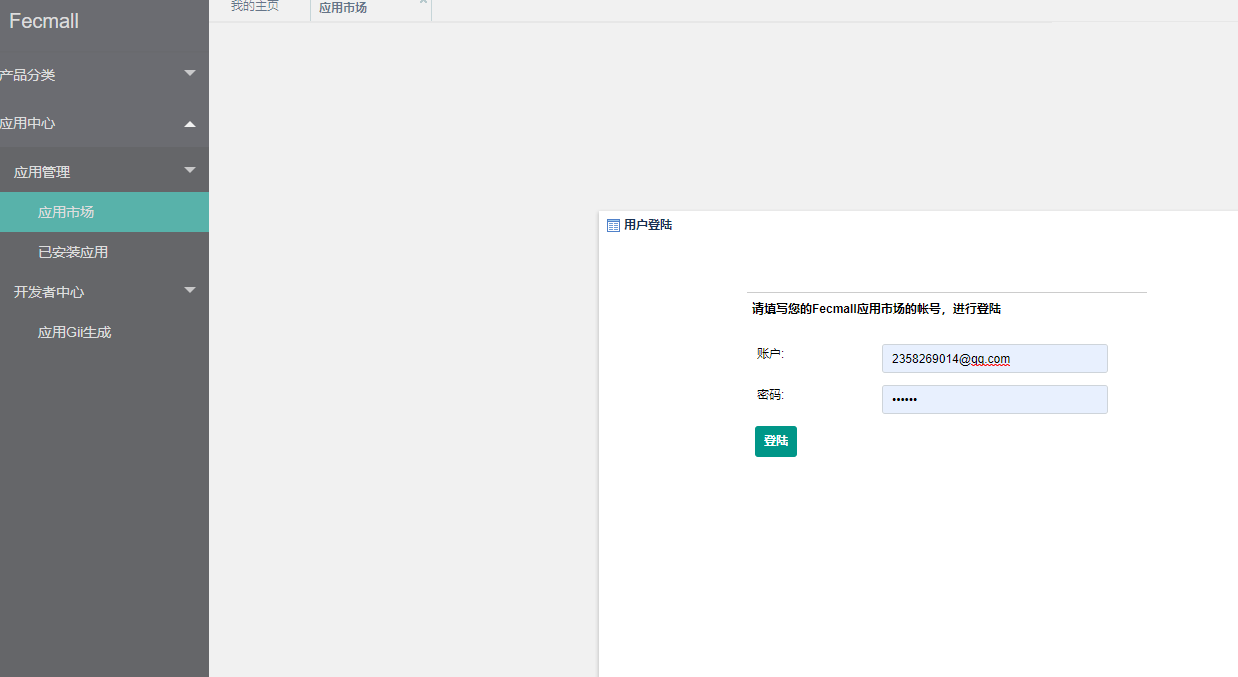 Fecmall
我的主页
应用市场
产品分类
应用中心
应用管理
应用市场
已安装应用
开发者中心
应用Gii生成
用户登陆
请填写您的Fecmall应用市场的帐号，进行登陆
账户:
2358269014@qq.com
密码:
••••••
登陆